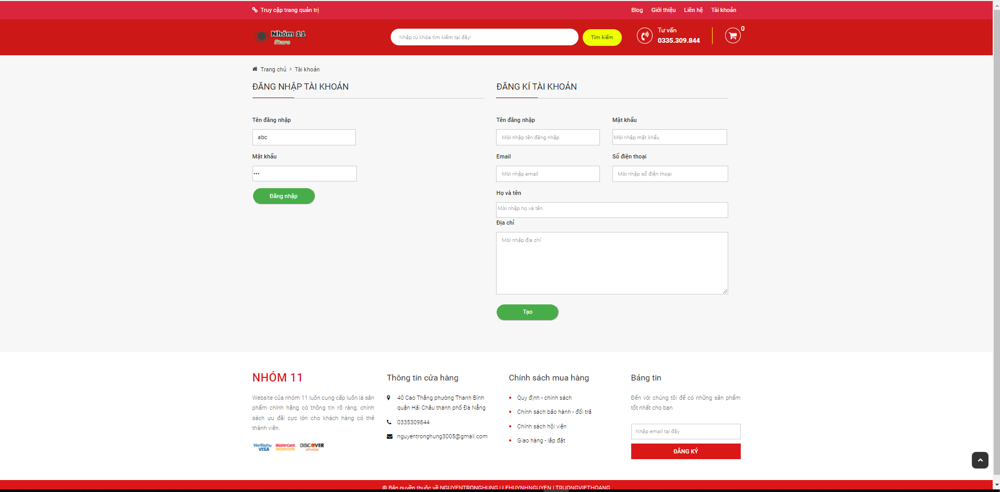 Truy cập trang quản trị
Blog Giới thiệu Liên hệ Tài khoản
Nhóm 11
Store
Nhập từ khóa tìm kiếm tại đây!
Tìm kiếm
Tư vấn
0335.309.844
0
Trang chủ > Tài khoản
ĐĂNG NHẬP TÀI KHOẢN
Tên đăng nhập
abc
Mật khẩu
•••
Đăng nhập
ĐĂNG KÍ TÀI KHOẢN
Tên đăng nhập
Mời nhập tên đăng nhập
Mật khẩu
Mời nhập mật khẩu
Email
Mời nhập email
Số điện thoại
Mời nhập số điện thoại
Họ và tên
Mời nhập họ và tên
Địa chỉ
Mời nhập địa chỉ
Tạo
NHÓM 11
Website của nhóm 11 luôn cung cấp luôn là sản
phẩm chính hãng có thông tin rõ ràng, chính
sách ưu đãi cực lớn cho khách hàng có thẻ
thành viên.
Verified by VISA
MasterCard. SecureCode.
DISCOVER NETWORK
Thông tin cửa hàng
40 Cao Thắng phường Thanh Bình
quận Hải Châu thành phố Đà Nẵng
0335309844
nguyentronghung3005@gmail.com
Chính sách mua hàng
Quy định - chính sách
Chính sách bảo hành - đổi trả
Chính sách hội viện
Giao hàng - lắp đặt
Bảng tin
Đến với chúng tôi để có những sản phẩm
tốt nhất cho bạn
Nhập email tại đây
ĐĂNG KÝ
© Bản quyền thuộc về NGUYENTRONGHUNG | LEHUYNHNGUYEN | TRUONGVIETHOANG